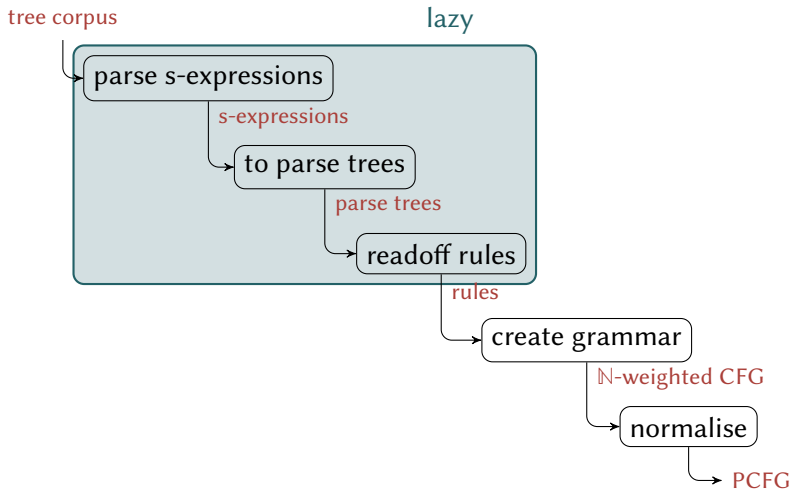 tree corpus
lazy
parse s-expressions
s-expressions
to parse trees
parse trees
readoff rules
rules
create grammar
ℕ-weighted CFG
normalise
PCFG